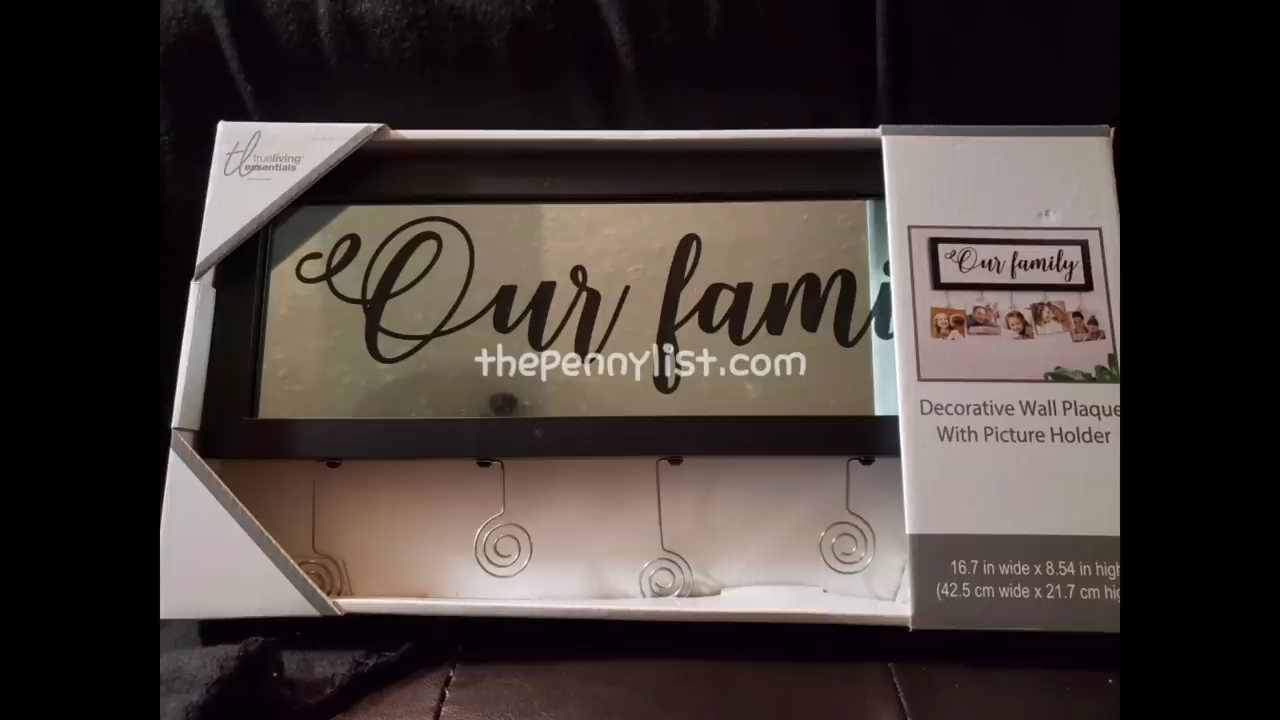 tl
trueliving
essentials
Our fami
thepennylist.com
Our family
Decorative Wall Plaque
With Picture Holder
16.7 in wide x 8.54 in high
(42.5 cm wide x 21.7 cm hig